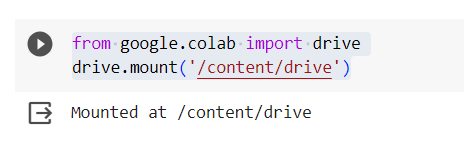 from google.colab import drive
drive.mount('/content/drive')
Mounted at /content/drive